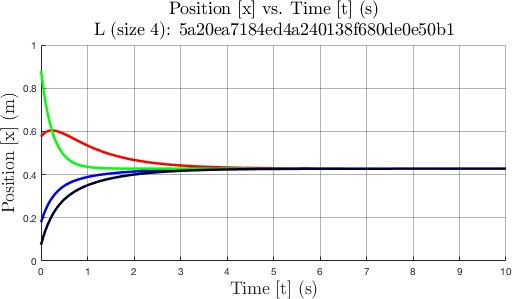 Position [x] vs. Time [t] (s)
L (size 4): 5a20ea7184ed4a240138f680de0e50b1
Position [x] (m)
1
0.8
0.6
0.4
0.2
0
0 1 2 3 4 5 6 7 8 9 10
Time [t] (s)